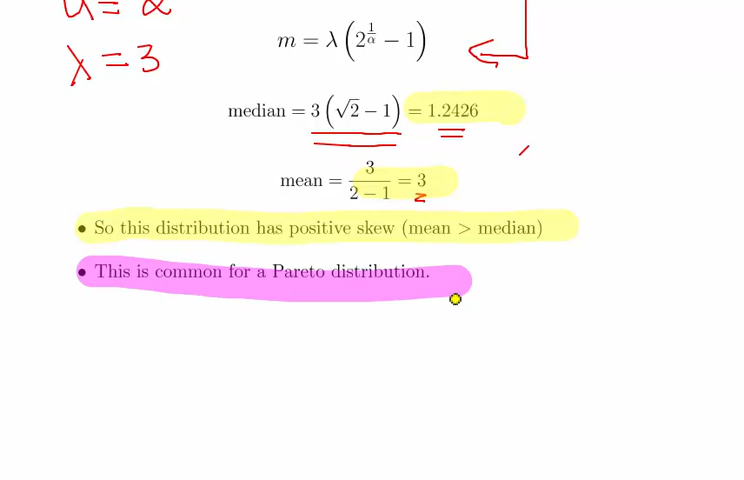 α = 2
m = λ(2^{1/α} − 1)
λ = 3
median = 3(√2 − 1) = 1.2426
mean = 3/(2 − 1) = 3
• So this distribution has positive skew (mean > median)
• This is common for a Pareto distribution.